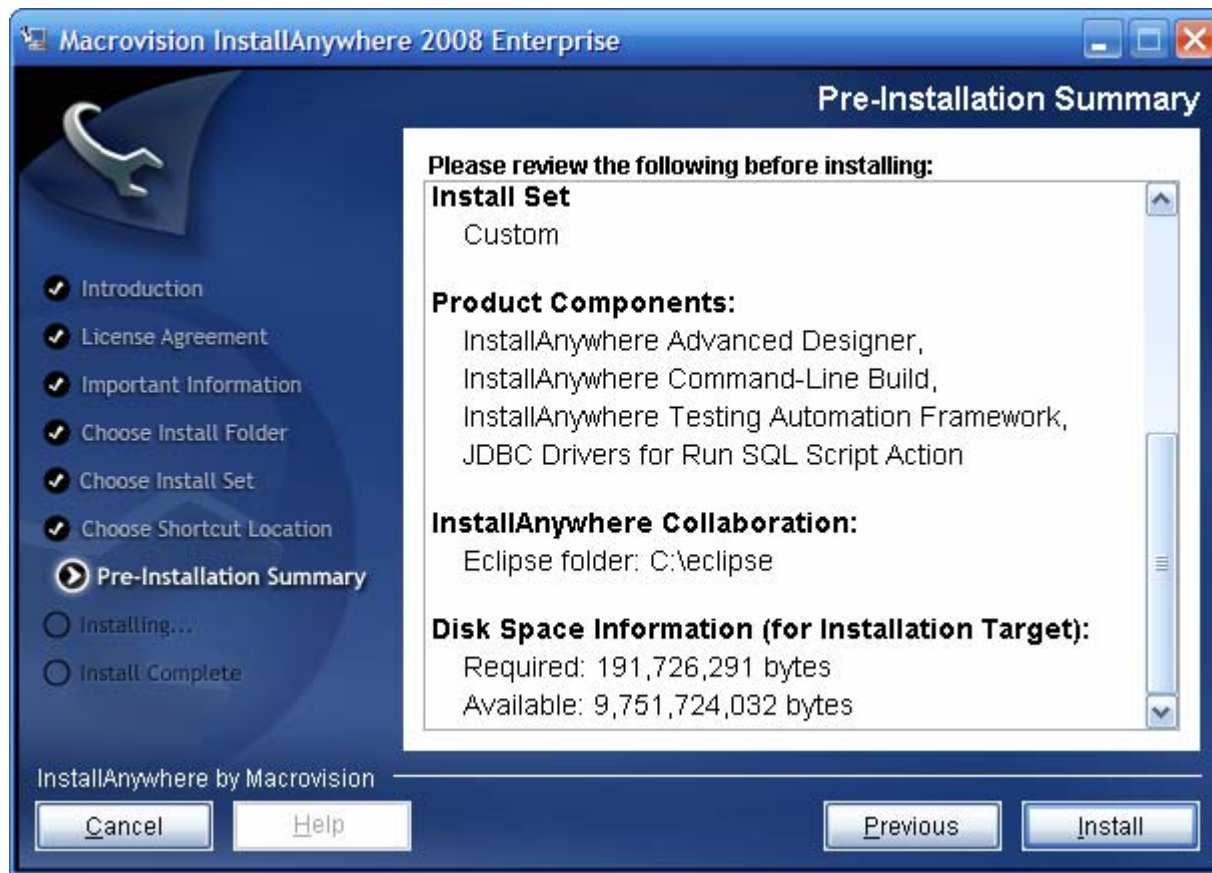 Macrovision InstallAnywhere 2008 Enterprise
Pre-Installation Summary
Introduction
License Agreement
Important Information
Choose Install Folder
Choose Install Set
Choose Shortcut Location
Pre-Installation Summary
Installing...
Install Complete
Please review the following before installing:
Install Set
Custom
Product Components:
InstallAnywhere Advanced Designer,
InstallAnywhere Command-Line Build,
InstallAnywhere Testing Automation Framework,
JDBC Drivers for Run SQL Script Action
InstallAnywhere Collaboration:
Eclipse folder: C:\eclipse
Disk Space Information (for Installation Target):
Required: 191,726,291 bytes
Available: 9,751,724,032 bytes
InstallAnywhere by Macrovision
Cancel
Help
Previous
Install